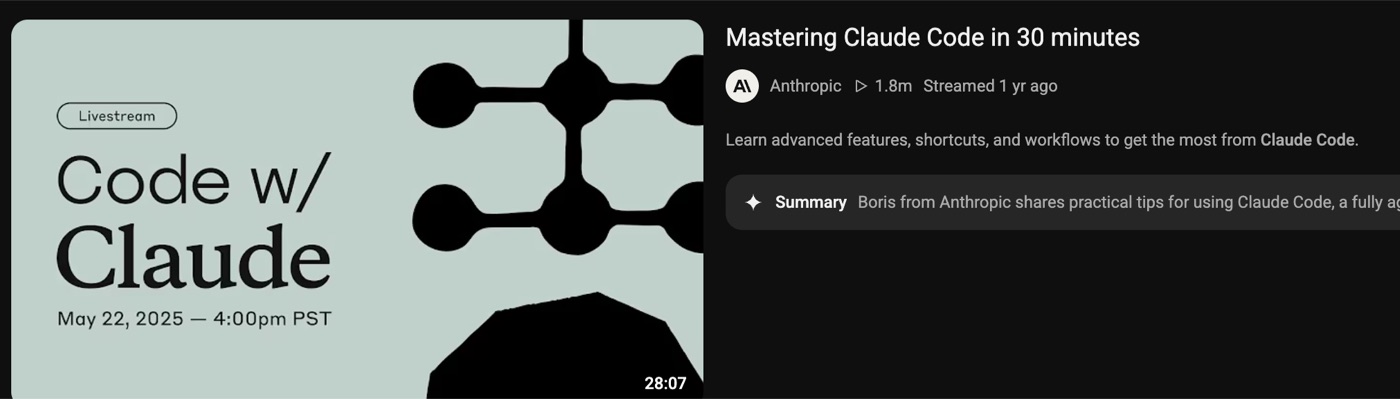 Livestream
Code w/
Claude
May 22, 2025 — 4:00pm PST
28:07
Mastering Claude Code in 30 minutes
Anthropic 1.8m Streamed 1 yr ago
Learn advanced features, shortcuts, and workflows to get the most from Claude Code.
Summary Boris from Anthropic shares practical tips for using Claude Code, a fully